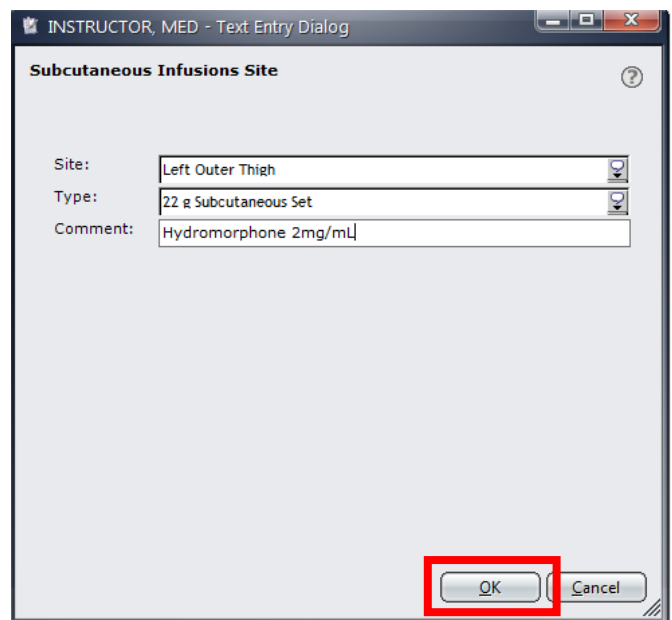 INSTRUCTOR, MED - Text Entry Dialog
Subcutaneous Infusions Site
?
Site: Left Outer Thigh
Type: 22 g Subcutaneous Set
Comment: Hydromorphone 2mg/mL
OK Cancel